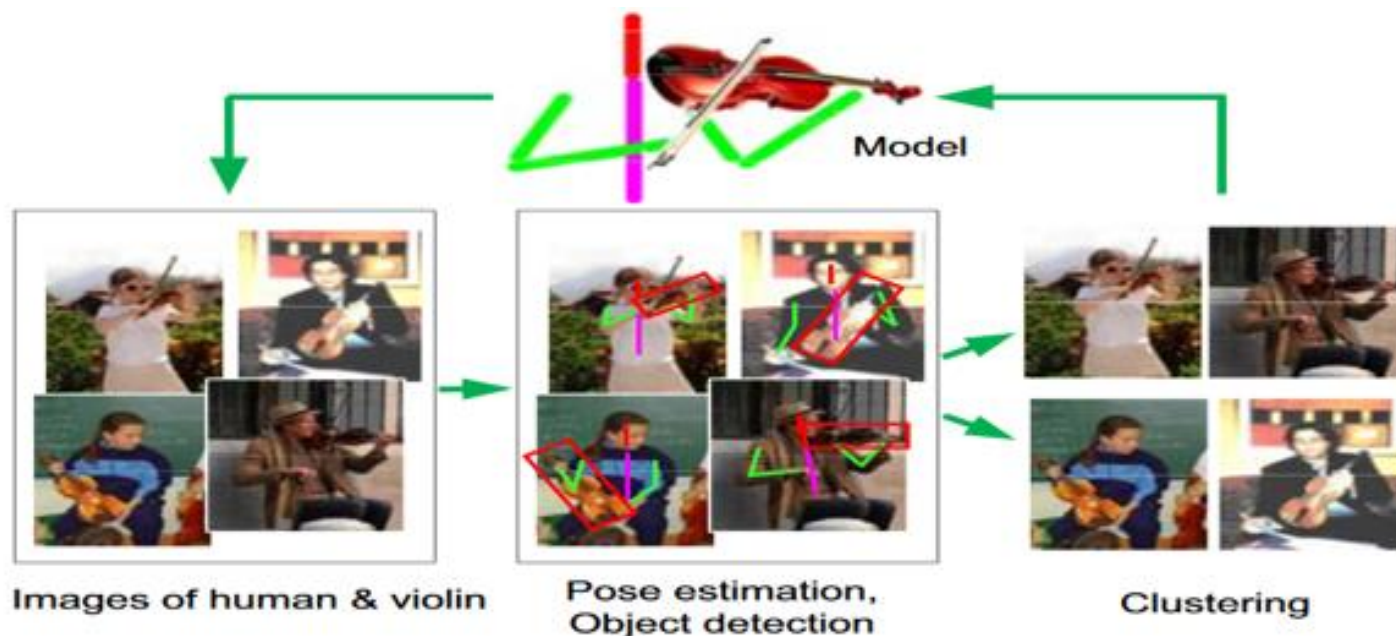 Model
Images of human & violin
Pose estimation,
Object detection
Clustering